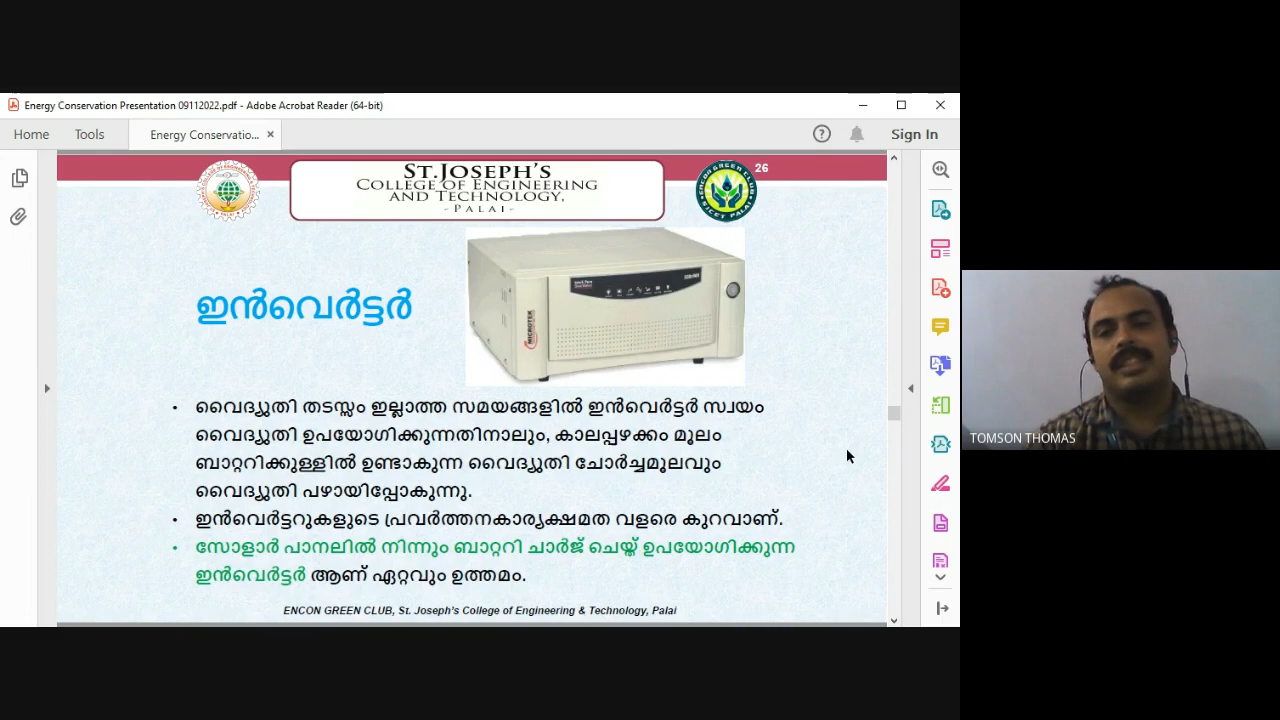 Energy Conservation Presentation 09112022.pdf - Adobe Acrobat Reader (64-bit)
Home Tools Energy Conservatio... Sign In
ST.JOSEPH'S
COLLEGE OF ENGINEERING
AND TECHNOLOGY,
-PALAI-
26
ഇൻവെർട്ടർ
MICROTEK
• വൈദ്യുതി തടസ്സം ഇല്ലാത്ത സമയങ്ങളിൽ ഇൻവെർട്ടർ സ്വയം
വൈദ്യുതി ഉപയോഗിക്കുന്നതിനാലും, കാലപ്പഴക്കം മൂലം
ബാറ്ററിക്കുള്ളിൽ ഉണ്ടാകുന്ന വൈദ്യുതി ചോർച്ചമൂലവും
വൈദ്യുതി പഴായിപ്പോകുന്നു.
• ഇൻവെർട്ടറുകളുടെ പ്രവർത്തനകാര്യക്ഷമത വളരെ കുറവാണ്.
• സോളാർ പാനലിൽ നിന്നും ബാറ്ററി ചാർജ് ചെയ്ത് ഉപയോഗിക്കുന്ന
ഇൻവെർട്ടർ ആണ് ഏറ്റവും ഉത്തമം.
ENCON GREEN CLUB, St. Joseph's College of Engineering & Technology, Palai
TOMSON THOMAS